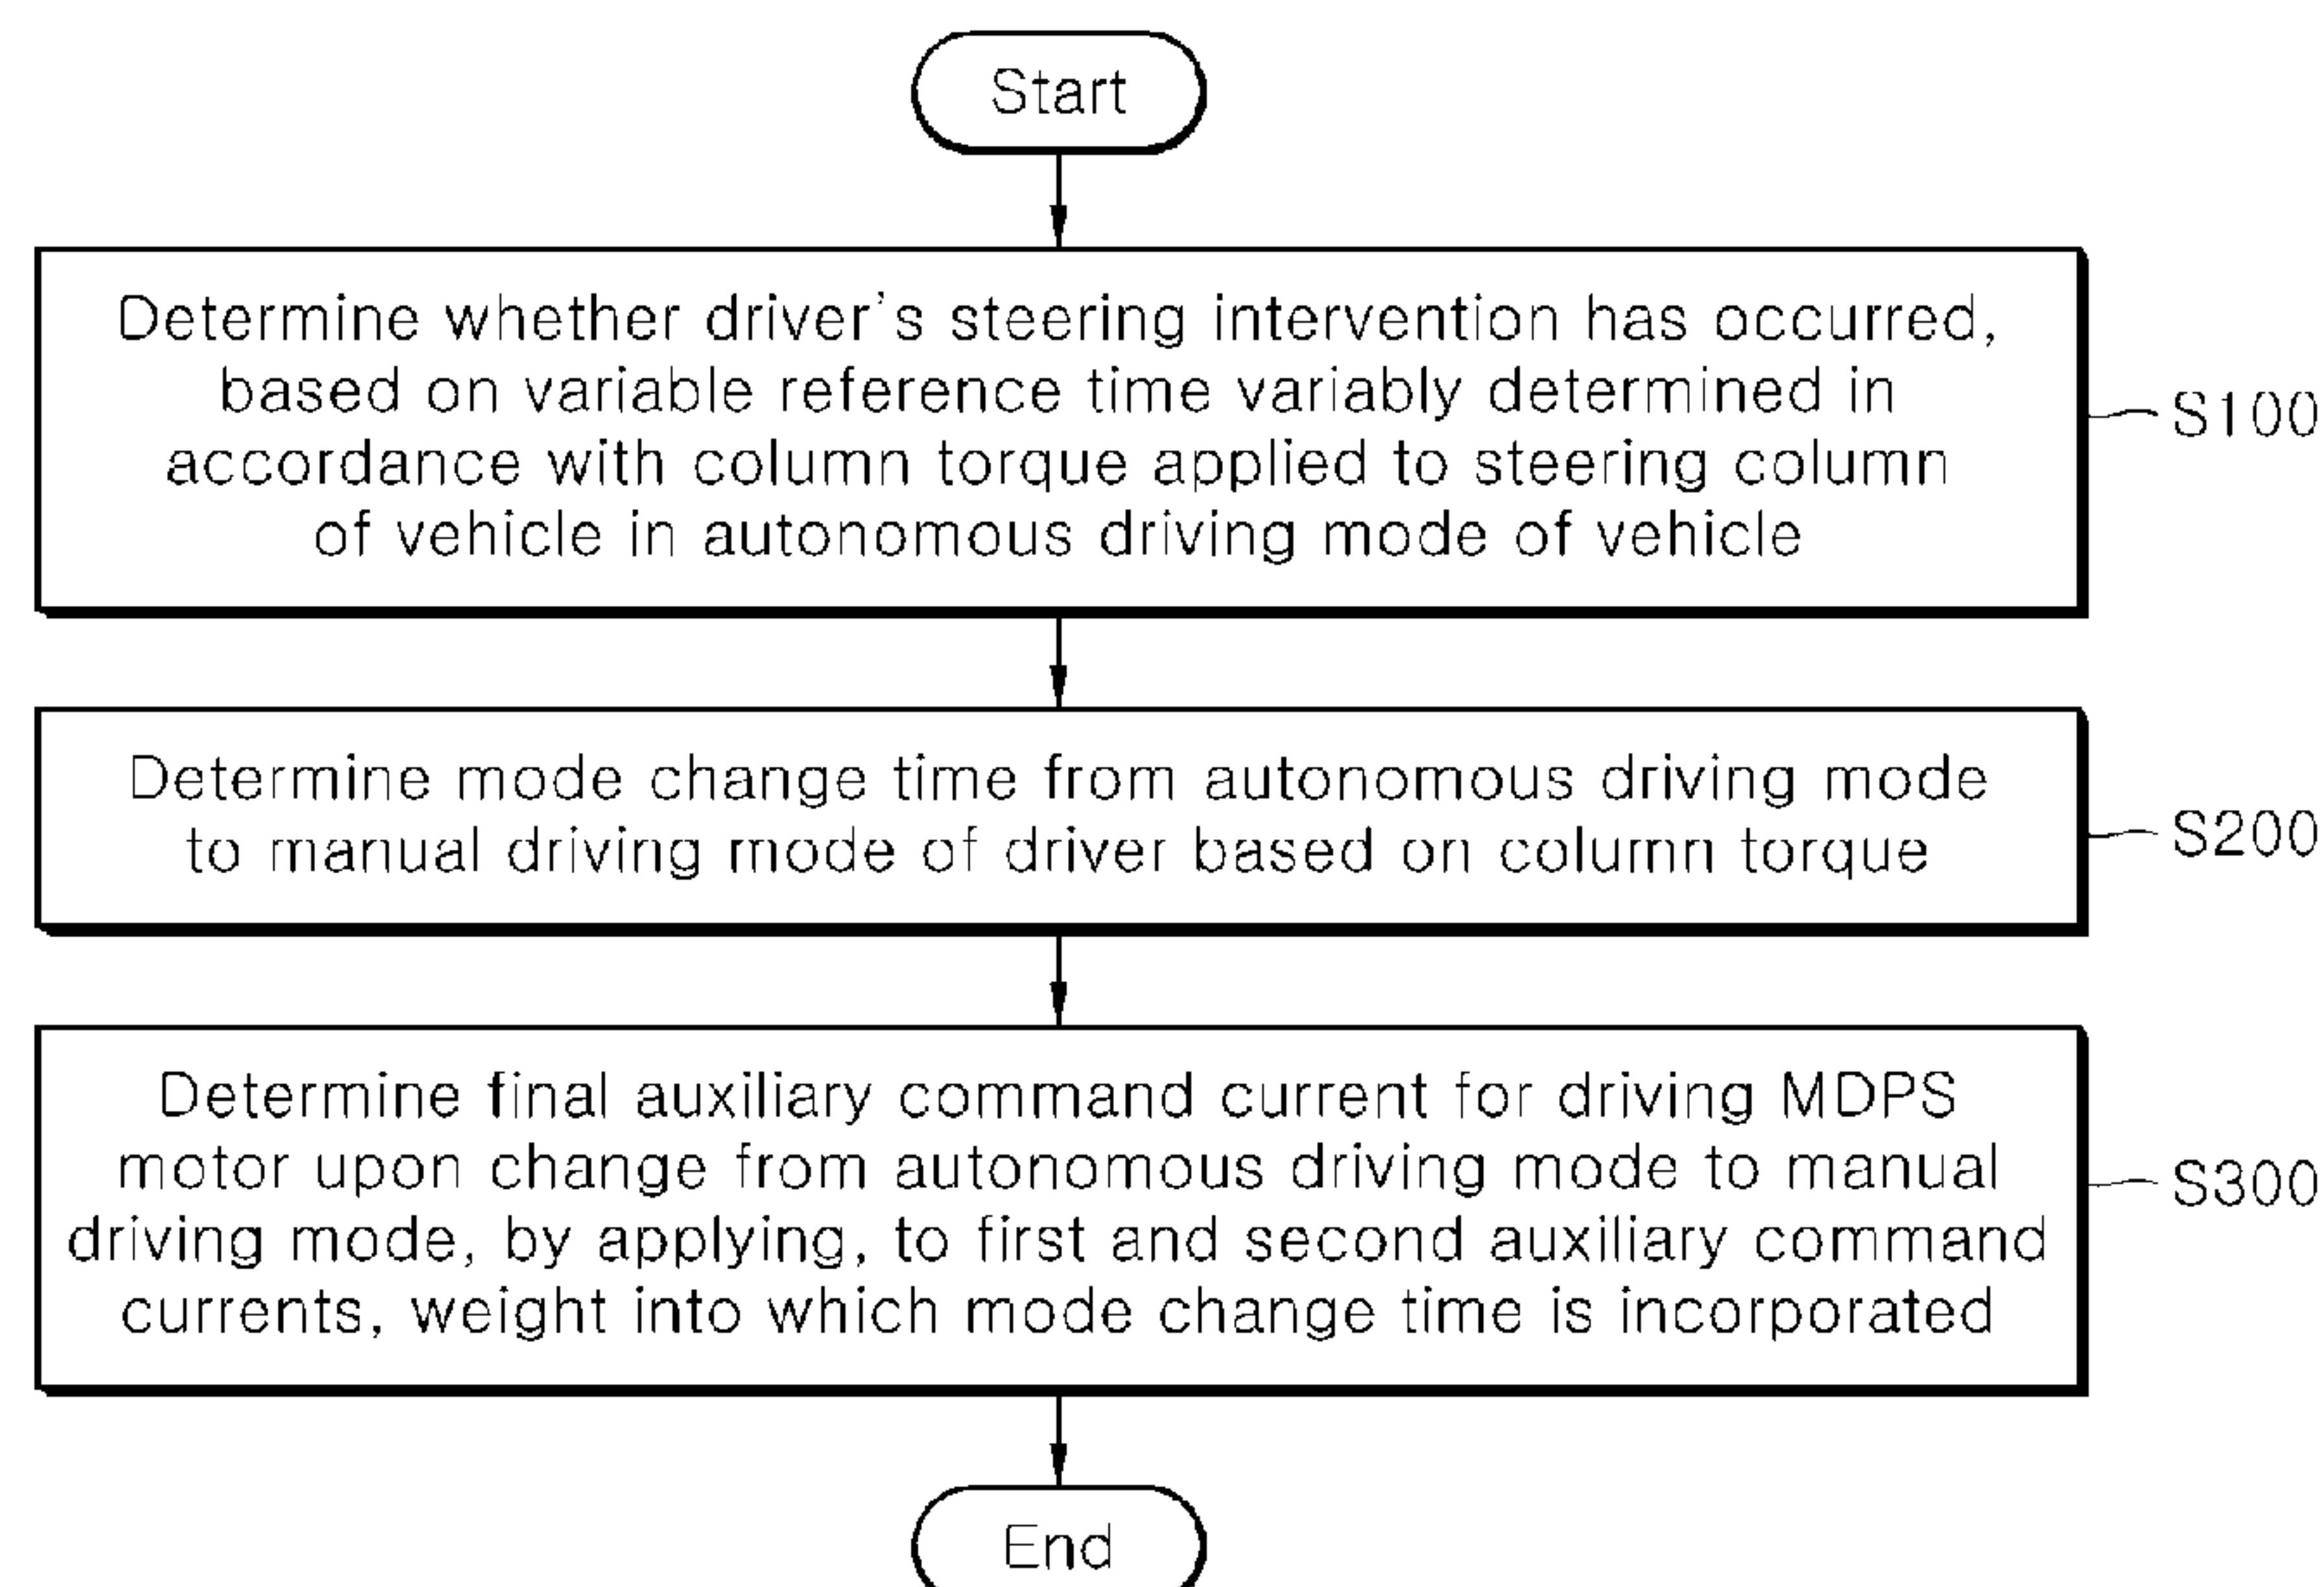 Start
Determine whether driver's steering intervention has occurred,
based on variable reference time variably determined in
accordance with column torque applied to steering column
of vehicle in autonomous driving mode of vehicle
S100
Determine mode change time from autonomous driving mode
to manual driving mode of driver based on column torque
S200
Determine final auxiliary command current for driving MDPS
motor upon change from autonomous driving mode to manual
driving mode, by applying, to first and second auxiliary command
currents, weight into which mode change time is incorporated
S300
End